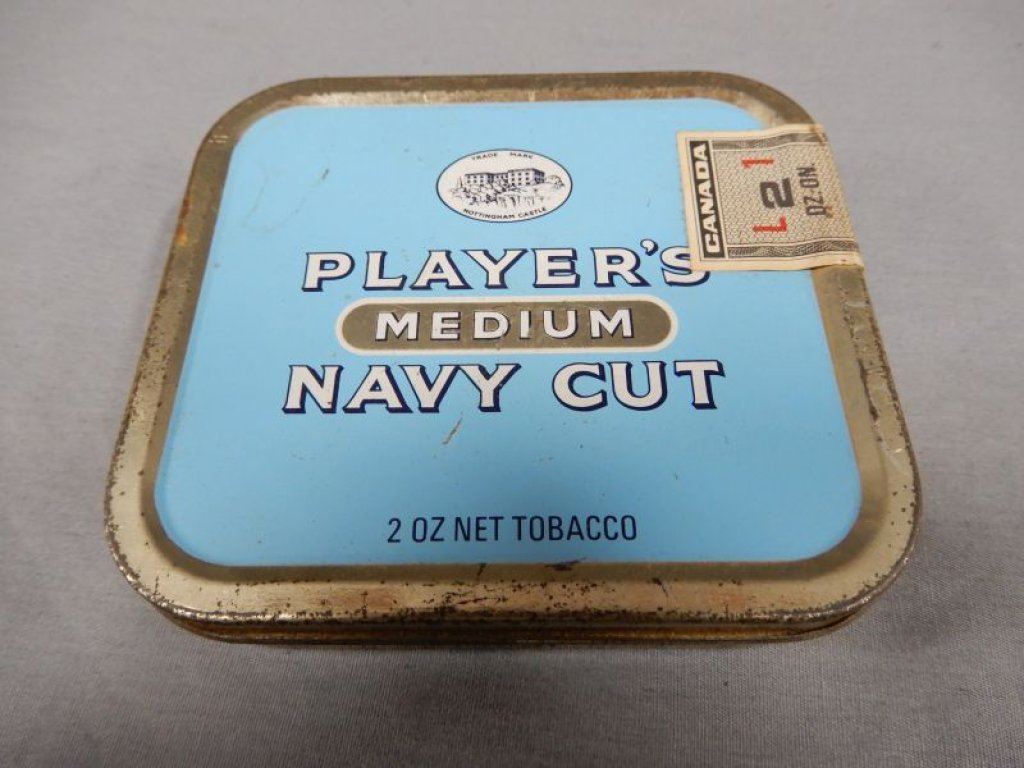 TRADE MARK
NOTTINGHAM CASTLE
PLAYER'S
MEDIUM
NAVY CUT
2 OZ NET TOBACCO
CANADA
L 2 1
OZ-ON.